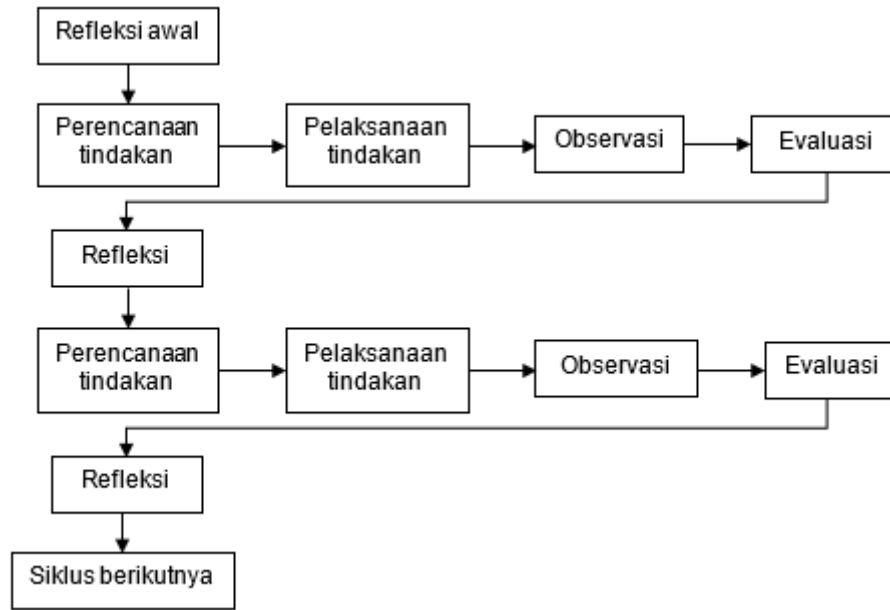 Refleksi awal
Perencanaan
tindakan
Pelaksanaan
tindakan
Observasi
Evaluasi
Refleksi
Perencanaan
tindakan
Pelaksanaan
tindakan
Observasi
Evaluasi
Refleksi
Siklus berikutnya